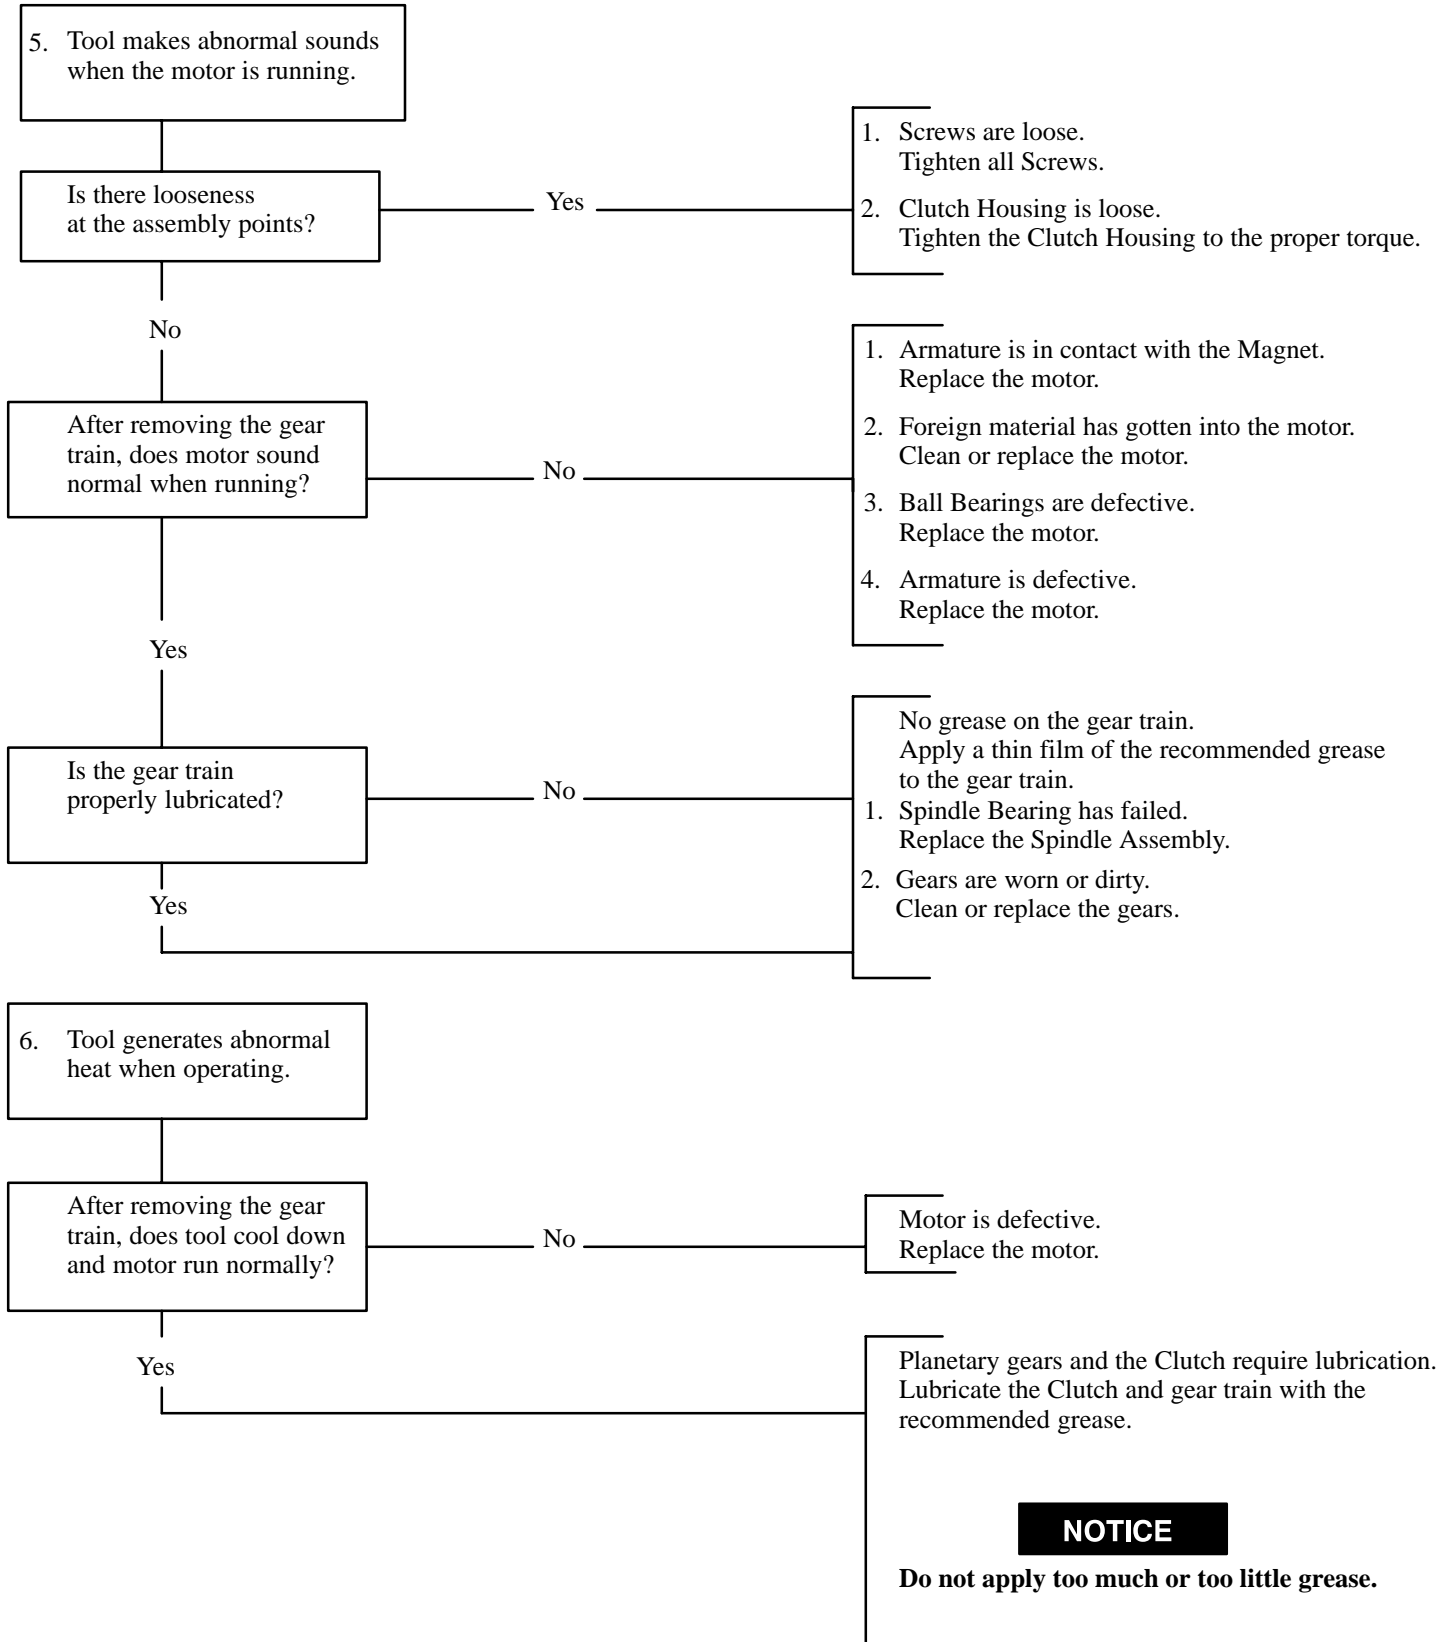 5. Tool makes abnormal sounds
when the motor is running.
Is there looseness
at the assembly points?
Yes
1. Screws are loose.
Tighten all Screws.
2. Clutch Housing is loose.
Tighten the Clutch Housing to the proper torque.
No
After removing the gear
train, does motor sound
normal when running?
No
1. Armature is in contact with the Magnet.
Replace the motor.
2. Foreign material has gotten into the motor.
Clean or replace the motor.
3. Ball Bearings are defective.
Replace the motor.
4. Armature is defective.
Replace the motor.
Yes
Is the gear train
properly lubricated?
No
No grease on the gear train.
Apply a thin film of the recommended grease
to the gear train.
1. Spindle Bearing has failed.
Replace the Spindle Assembly.
2. Gears are worn or dirty.
Clean or replace the gears.
Yes
6. Tool generates abnormal
heat when operating.
After removing the gear
train, does tool cool down
and motor run normally?
No
Motor is defective.
Replace the motor.
Yes
Planetary gears and the Clutch require lubrication.
Lubricate the Clutch and gear train with the
recommended grease.
NOTICE
Do not apply too much or too little grease.